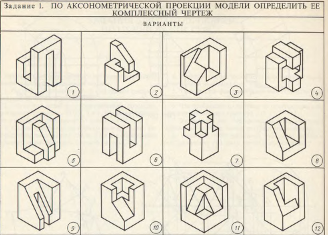 Задание 1. ПО АКСОНОМЕТРИЧЕСКОЙ ПРОЕКЦИИ МОДЕЛИ ОПРЕДЕЛИТЬ ЕЕ
КОМПЛЕКСНЫЙ ЧЕРТЕЖ
ВАРИАНТЫ
1 2 3 4
5 6 7 8
9 10 11 12